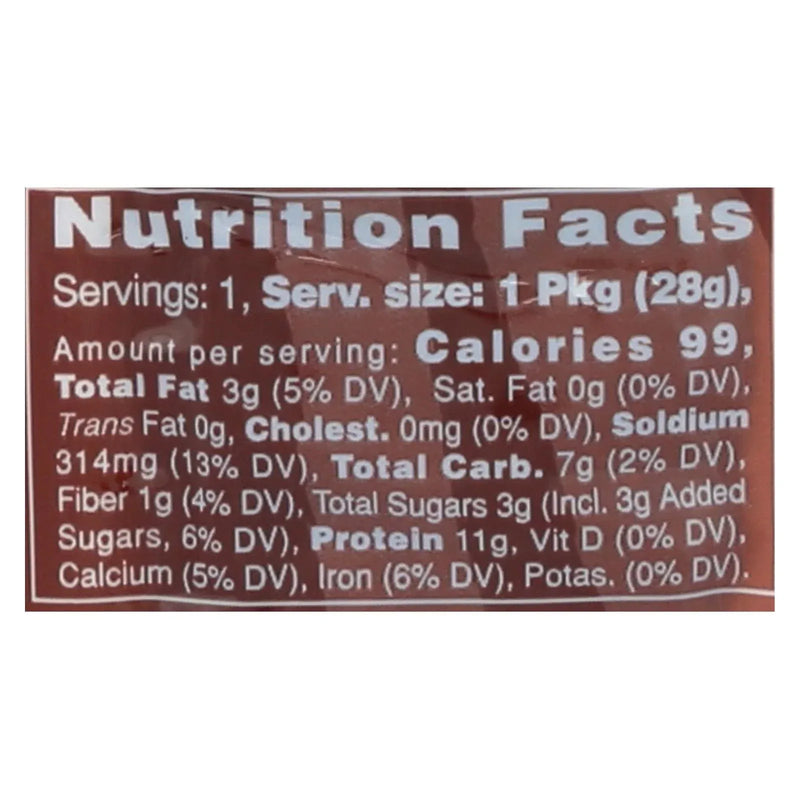 Nutrition Facts
Servings: 1, Serv. size: 1 Pkg (28g),
Amount per serving: Calories 99,
Total Fat 3g (5% DV), Sat. Fat 0g (0% DV),
Trans Fat 0g, Cholest. 0mg (0% DV), Soldium
314mg (13% DV), Total Carb. 7g (2% DV),
Fiber 1g (4% DV), Total Sugars 3g (Incl. 3g Added
Sugars, 6% DV), Protein 11g, Vit D (0% DV),
Calcium (5% DV), Iron (6% DV), Potas. (0% DV).